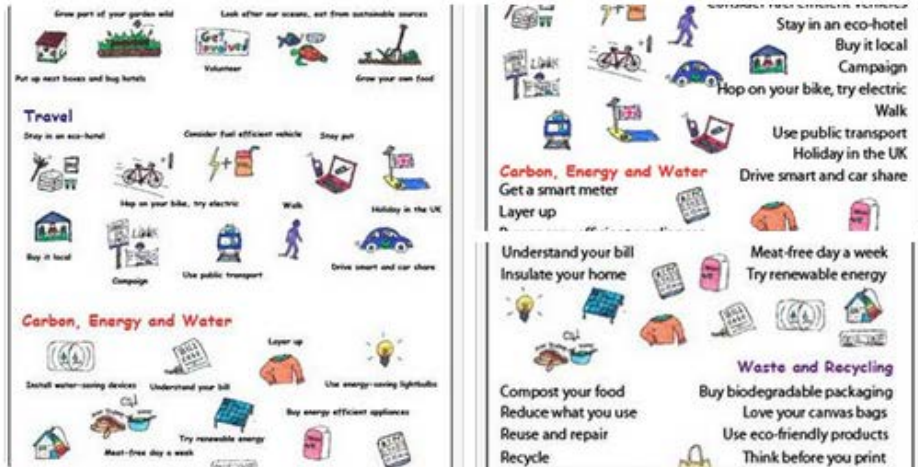 Grow part of your garden wild
Look after our oceans, eat from sustainable sources
Get Involved
Volunteer
Put up nest boxes and bug hotels
Grow your own food
Travel
Stay in an eco-hotel
Consider fuel efficient vehicle
Stay put
Hop on your bike, try electric
Walk
Holiday in the UK
LOOK
Buy it local
Campaign
Use public transport
Drive smart and car share
Carbon, Energy and Water
BILL
Layer up
Install water-saving devices
Understand your bill
Use energy-saving lightbulbs
Buy energy efficient appliances
Try renewable energy
Meat-free day a week
Consider fuel efficient vehicles
Stay in an eco-hotel
Buy it local
LOOK
Campaign
Hop on your bike, try electric
Walk
Use public transport
Holiday in the UK
Carbon, Energy and Water
Drive smart and car share
Get a smart meter
Layer up
Understand your bill
Meat-free day a week
Insulate your home
Try renewable energy
BILL
Waste and Recycling
Compost your food
Buy biodegradable packaging
Reduce what you use
Love your canvas bags
Reuse and repair
Use eco-friendly products
Recycle
Think before you print